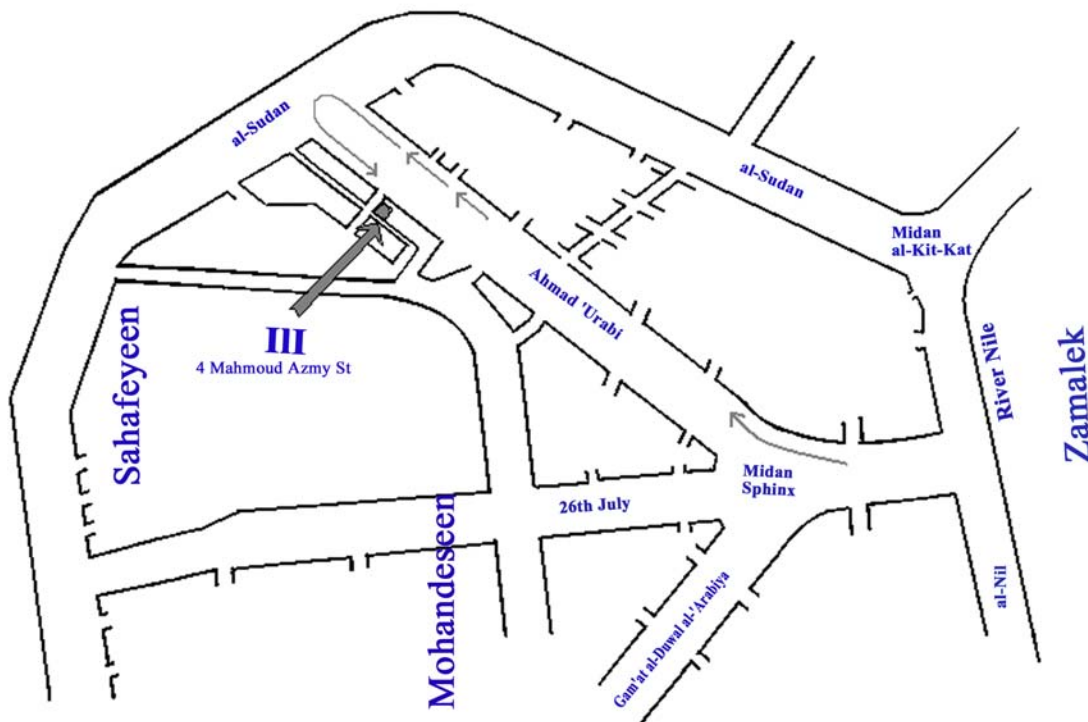 al-Sudan
al-Sudan
Midan
al-Kit-Kat
Ahmad 'Urabi
III
4 Mahmoud Azmy St
Sahafeyeen
River Nile
Zamalek
Midan
Sphinx
26th July
Mohandeseen
al-Nil
Gam'at al-Duwal al-'Arabiya